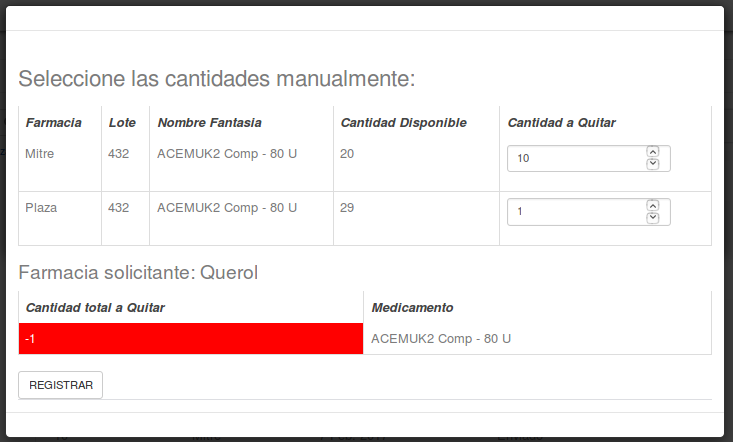 Seleccione las cantidades manualmente:
Farmacia Lote Nombre Fantasia Cantidad Disponible Cantidad a Quitar
Mitre 432 ACEMUK2 Comp - 80 U 20 10
Plaza 432 ACEMUK2 Comp - 80 U 29 1
Farmacia solicitante: Querol
Cantidad total a Quitar Medicamento
-1 ACEMUK2 Comp - 80 U
REGISTRAR